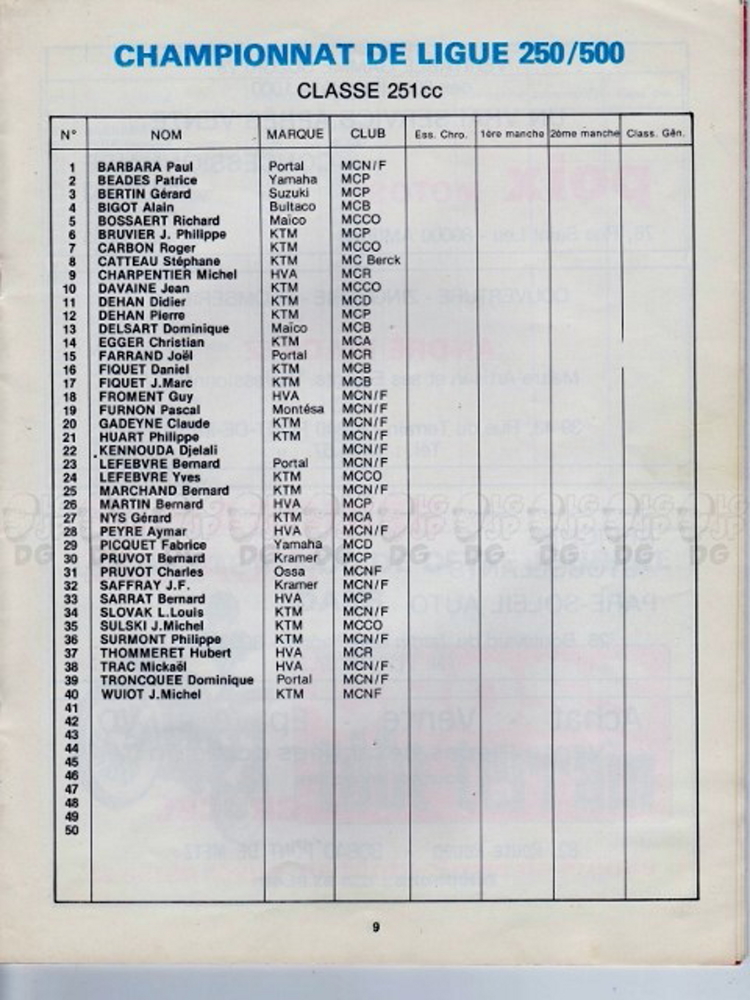 CHAMPIONNAT DE LIGUE 250/500
CLASSE 251cc
N° NOM MARQUE CLUB Ess. Chro. 1ère manche 2ème manche Class. Gén.
1 BARBARA Paul Portal MCN/F
2 BEADES Patrice Yamaha MCP
3 BERTIN Gérard Suzuki MCP
4 BIGOT Alain Bultaco MCB
5 BOSSAERT Richard Maïco MCCO
6 BRUVIER J. Philippe KTM MCP
7 CARBON Roger KTM MCCO
8 CATTEAU Stéphane KTM MC Berck
9 CHARPENTIER Michel HVA MCR
10 DAVAINE Jean KTM MCCO
11 DEHAN Didier KTM MCD
12 DEHAN Pierre KTM MCP
13 DELSART Dominique Maïco MCB
14 EGGER Christian KTM MCA
15 FARRAND Joël Portal MCR
16 FIQUET Daniel KTM MCB
17 FIQUET J.Marc KTM MCB
18 FROMENT Guy HVA MCN/F
19 FURNON Pascal Montésa MCN/F
20 GADEYNE Claude KTM MCN/F
21 HUART Philippe KTM MCN/F
22 KENNOUDA Djelali MCN/F
23 LEFEBVRE Bernard Portal MCN/F
24 LEFEBVRE Yves KTM MCCO
25 MARCHAND Bernard KTM MCN/F
26 MARTIN Bernard HVA MCP
27 NYS Gérard KTM MCA
28 PEYRE Aymar HVA MCN/F
29 PICQUET Fabrice Yamaha MCD
30 PRUVOT Bernard Kramer MCP
31 PRUVOT Charles Ossa MCNF
32 SAFFRAY J.F. Kramer MCN/F
33 SARRAT Bernard HVA MCP
34 SLOVAK L.Louis KTM MCN/F
35 SULSKI J.Michel KTM MCCO
36 SURMONT Philippe KTM MCN/F
37 THOMMERET Hubert HVA MCR
38 TRAC Mickaël HVA MCN/F
39 TRONCQUEE Dominique Portal MCN/F
40 WUIOT J.Michel KTM MCNF
41
42
43
44
45
46
47
48
49
50
9